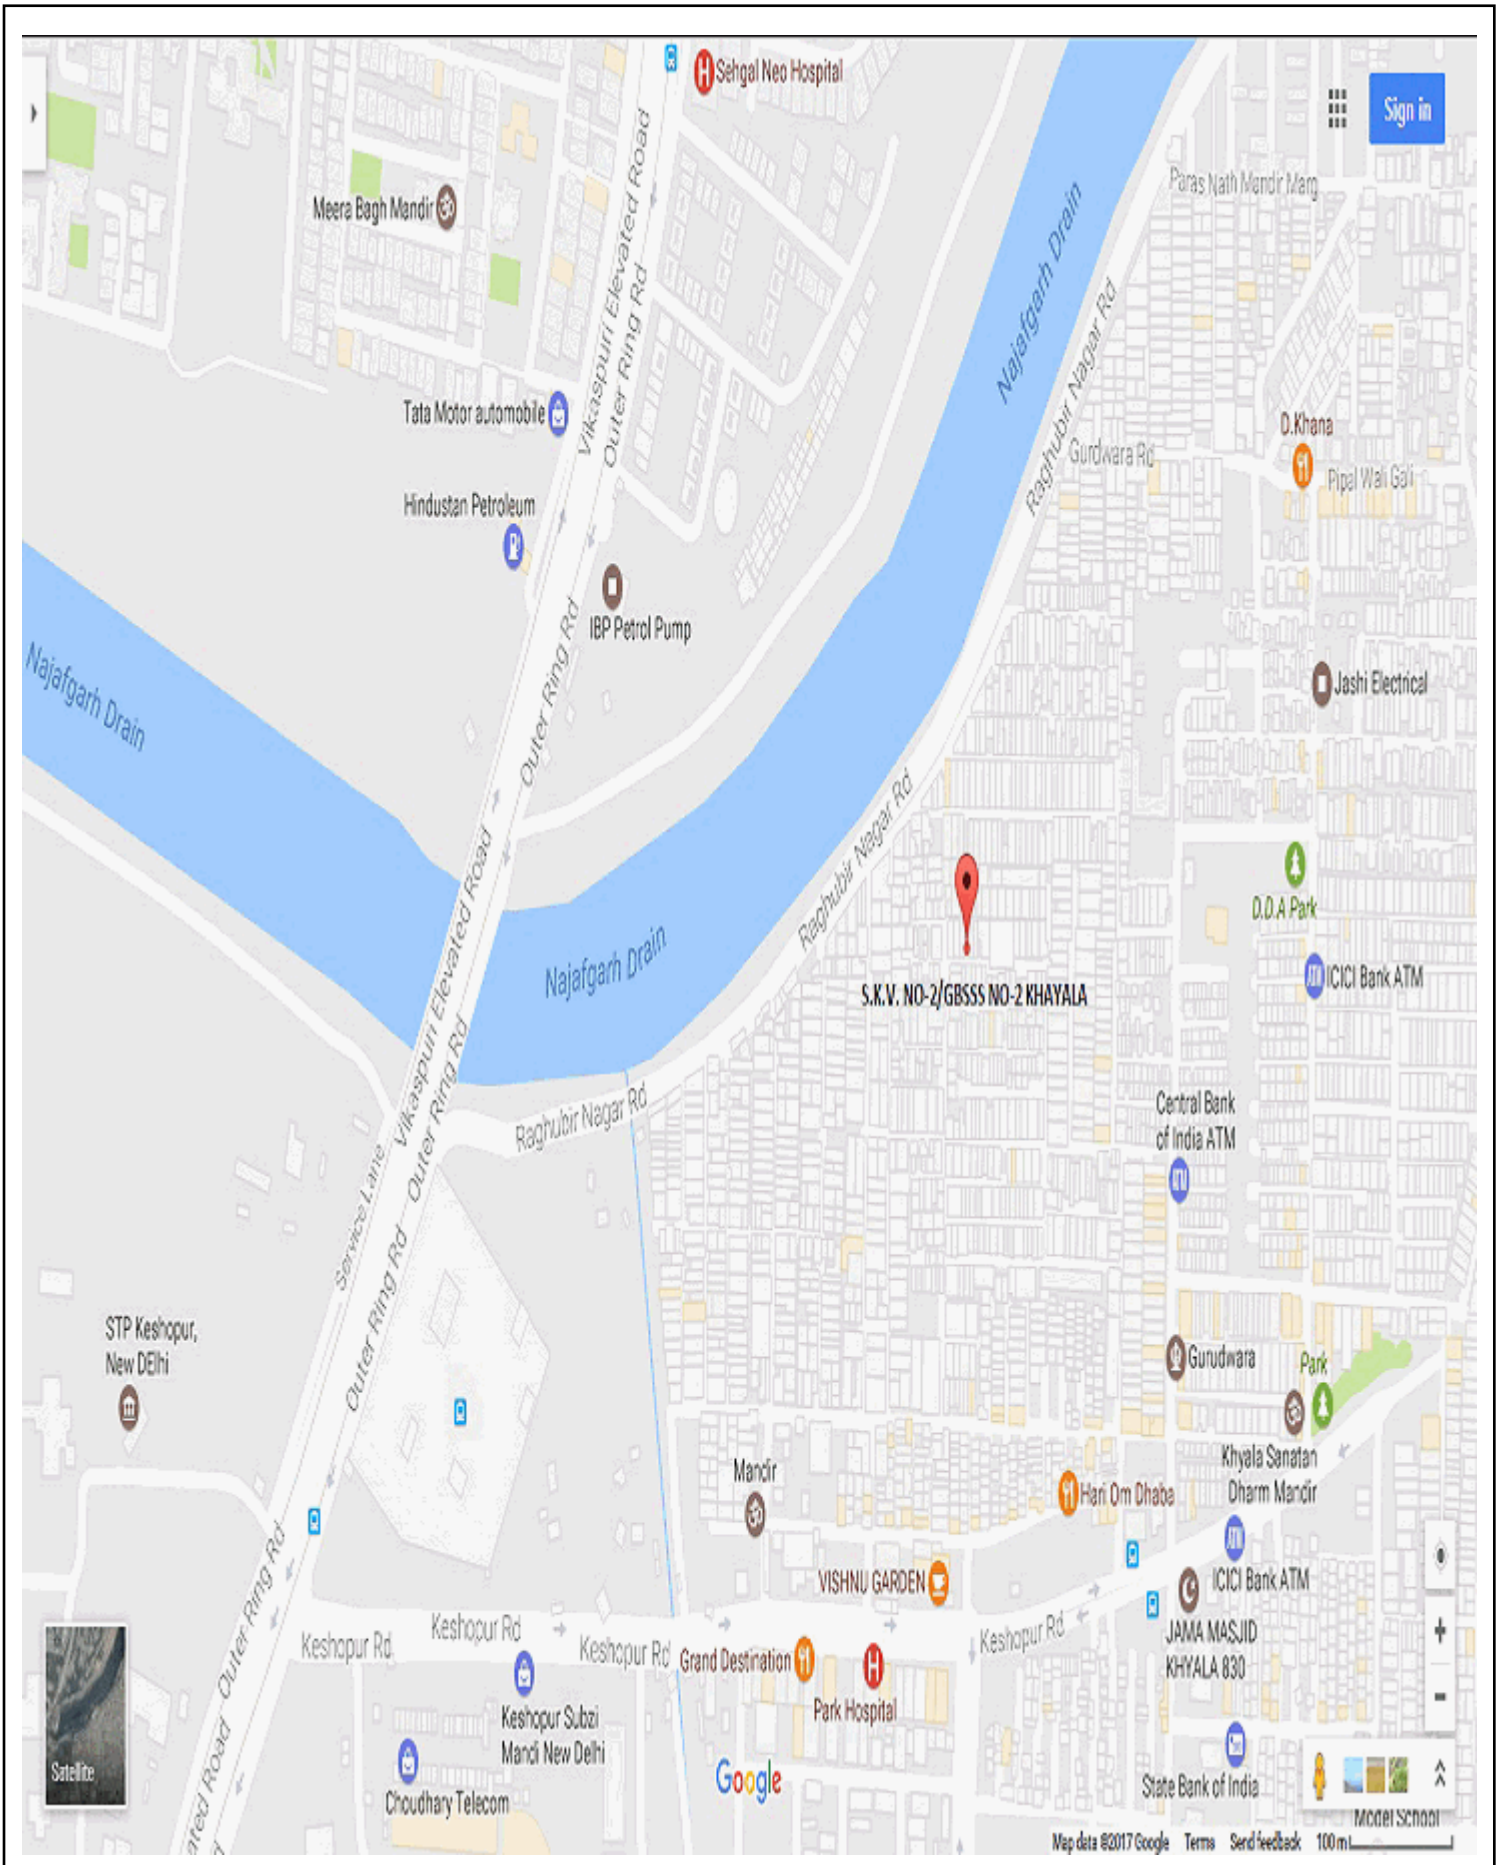 Sehgal Neo Hospital
Sign in
Paras Nath Mandir Marg
Meera Bagh Mandir
Vikaspuri Elevated Road
Outer Ring Rd
Najafgarh Drain
Raghubir Nagar Rd
Tata Motor automobile
D.Khana
Gurdwara Rd
Pipal Wali Gali
Hindustan Petroleum
IBP Petrol Pump
Outer Ring Rd
Najafgarh Drain
Jashi Electrical
Raghubir Nagar Rd
Vikaspuri Elevated Road
D.D.A Park
Najafgarh Drain
ICICI Bank ATM
S.K.V. NO-2/GBSSS NO-2 KHAYALA
Outer Ring Rd
Raghubir Nagar Rd
Central Bank
of India ATM
Service Lane
Outer Ring Rd
STP Keshopur,
New DElhi
Gurudwara
Park
Khyala Sanatan
Dharm Mandir
Mandir
Hari Om Dhaba
ICICI Bank ATM
VISHNU GARDEN
Outer Ring Rd
Keshopur Rd
Keshopur Rd
Keshopur Rd
Keshopur Rd
JAMA MASJID
KHYALA 830
Grand Destination
Park Hospital
Keshopur Subzi
Mandi New Delhi
Satellite
Google
State Bank of India
Choudhary Telecom
ated Road
Model School
Map data ©2017 Google Terms Send feedback 100 m